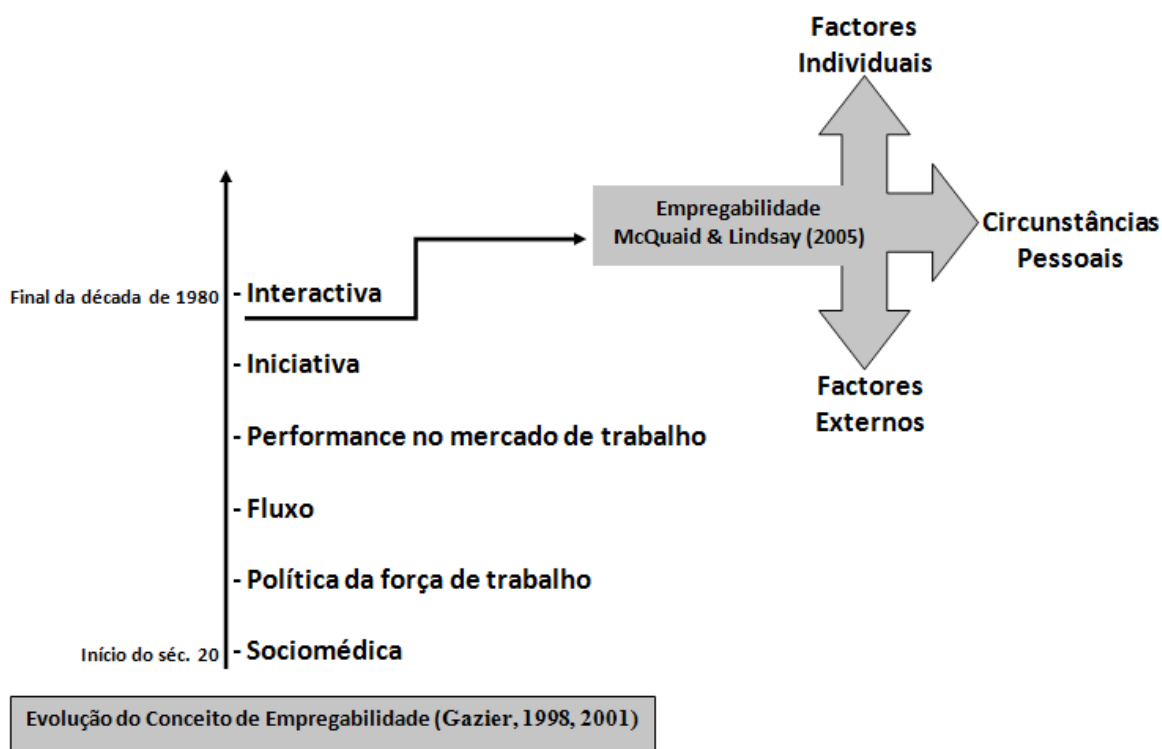 Factores
Individuais
Empregabilidade
McQuaid & Lindsay (2005)
Circunstâncias
Pessoais
Factores
Externos
Final da década de 1980
- Interactiva
- Iniciativa
- Performance no mercado de trabalho
- Fluxo
- Política da força de trabalho
Início do séc. 20
- Sociomédica
Evolução do Conceito de Empregabilidade (Gazier, 1998, 2001)